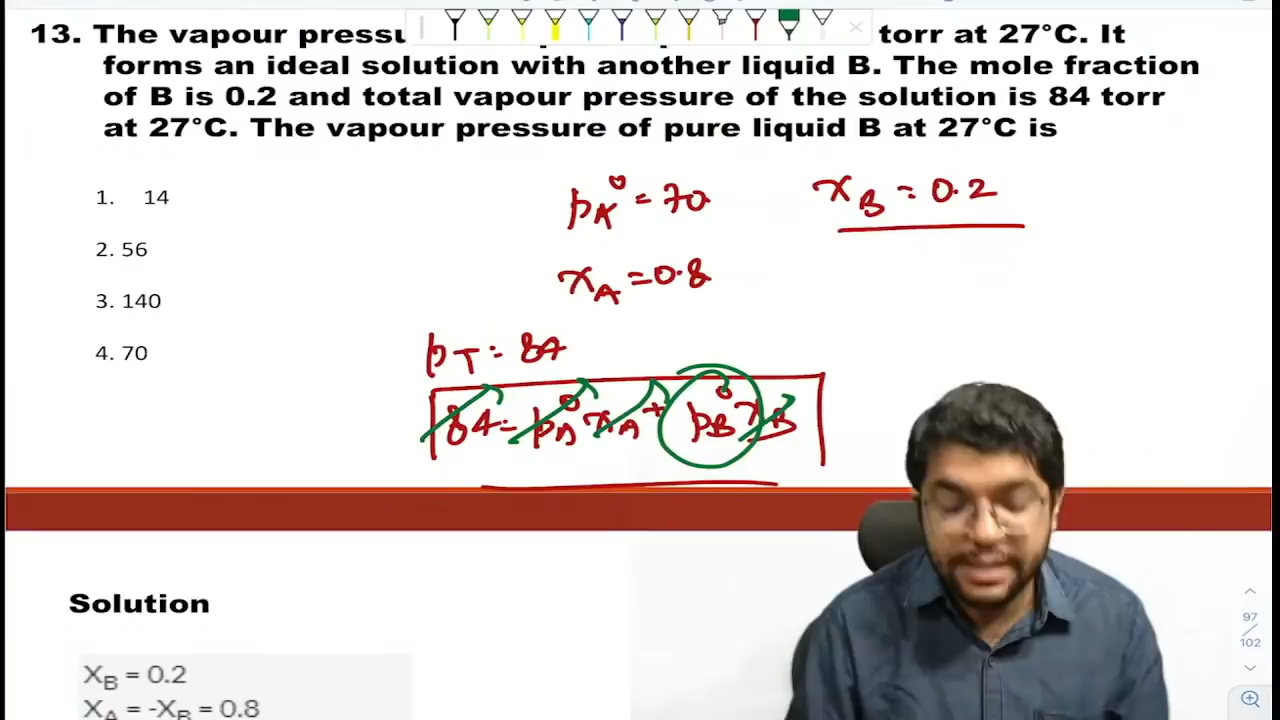 13. The vapour pressu torr at 27°C. It
forms an ideal solution with another liquid B. The mole fraction
of B is 0.2 and total vapour pressure of the solution is 84 torr
at 27°C. The vapour pressure of pure liquid B at 27°C is
1. 14
2. 56
3. 140
4. 70
pA° = 70
xB = 0.2
xA = 0.8
pT = 84
84 = pA° xA + pB° xB
Solution
XB = 0.2
XA = -XB = 0.8
97
/
102